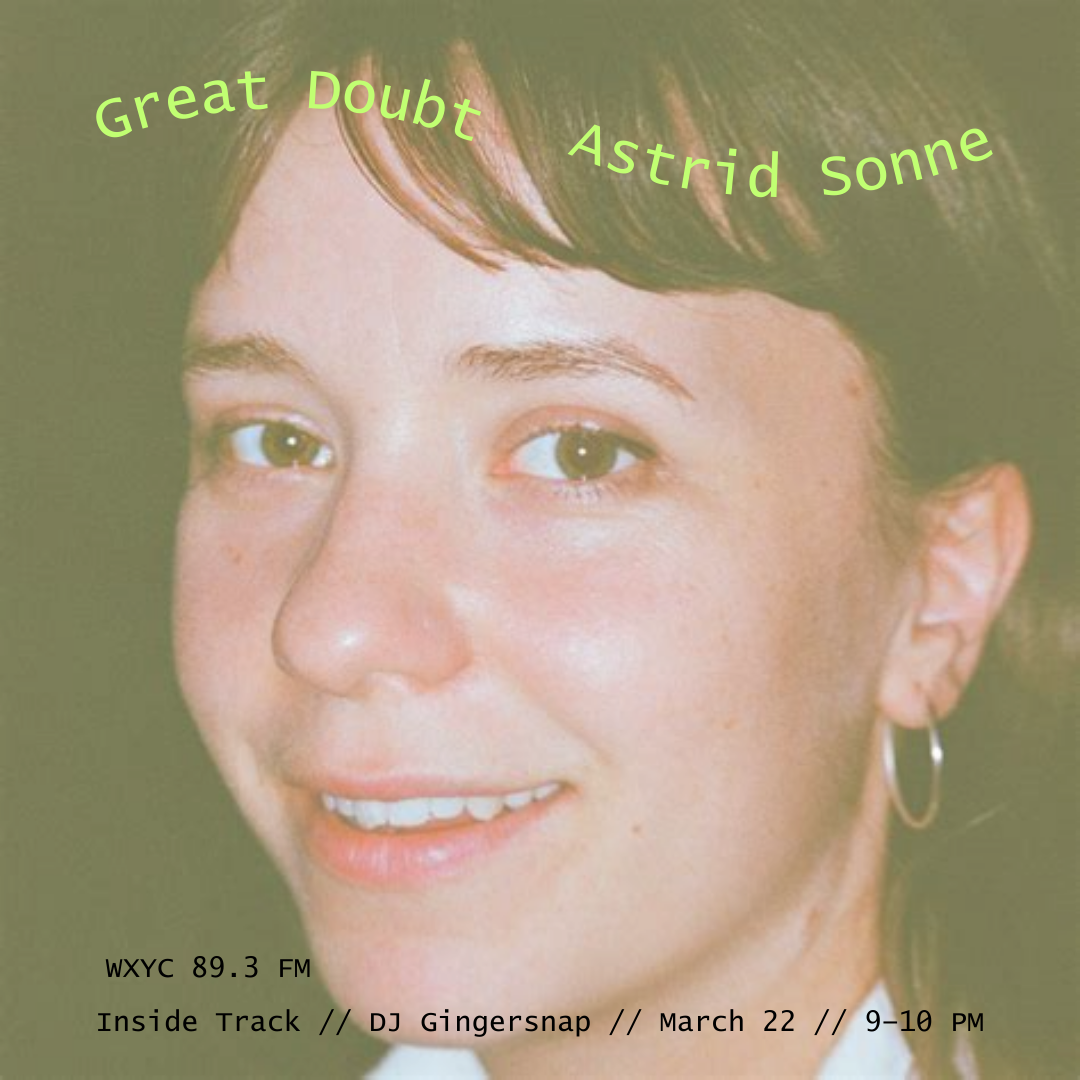 Great Doubt Astrid Sonne
WXYC 89.3 FM
Inside Track // DJ Gingersnap // March 22 // 9–10 PM